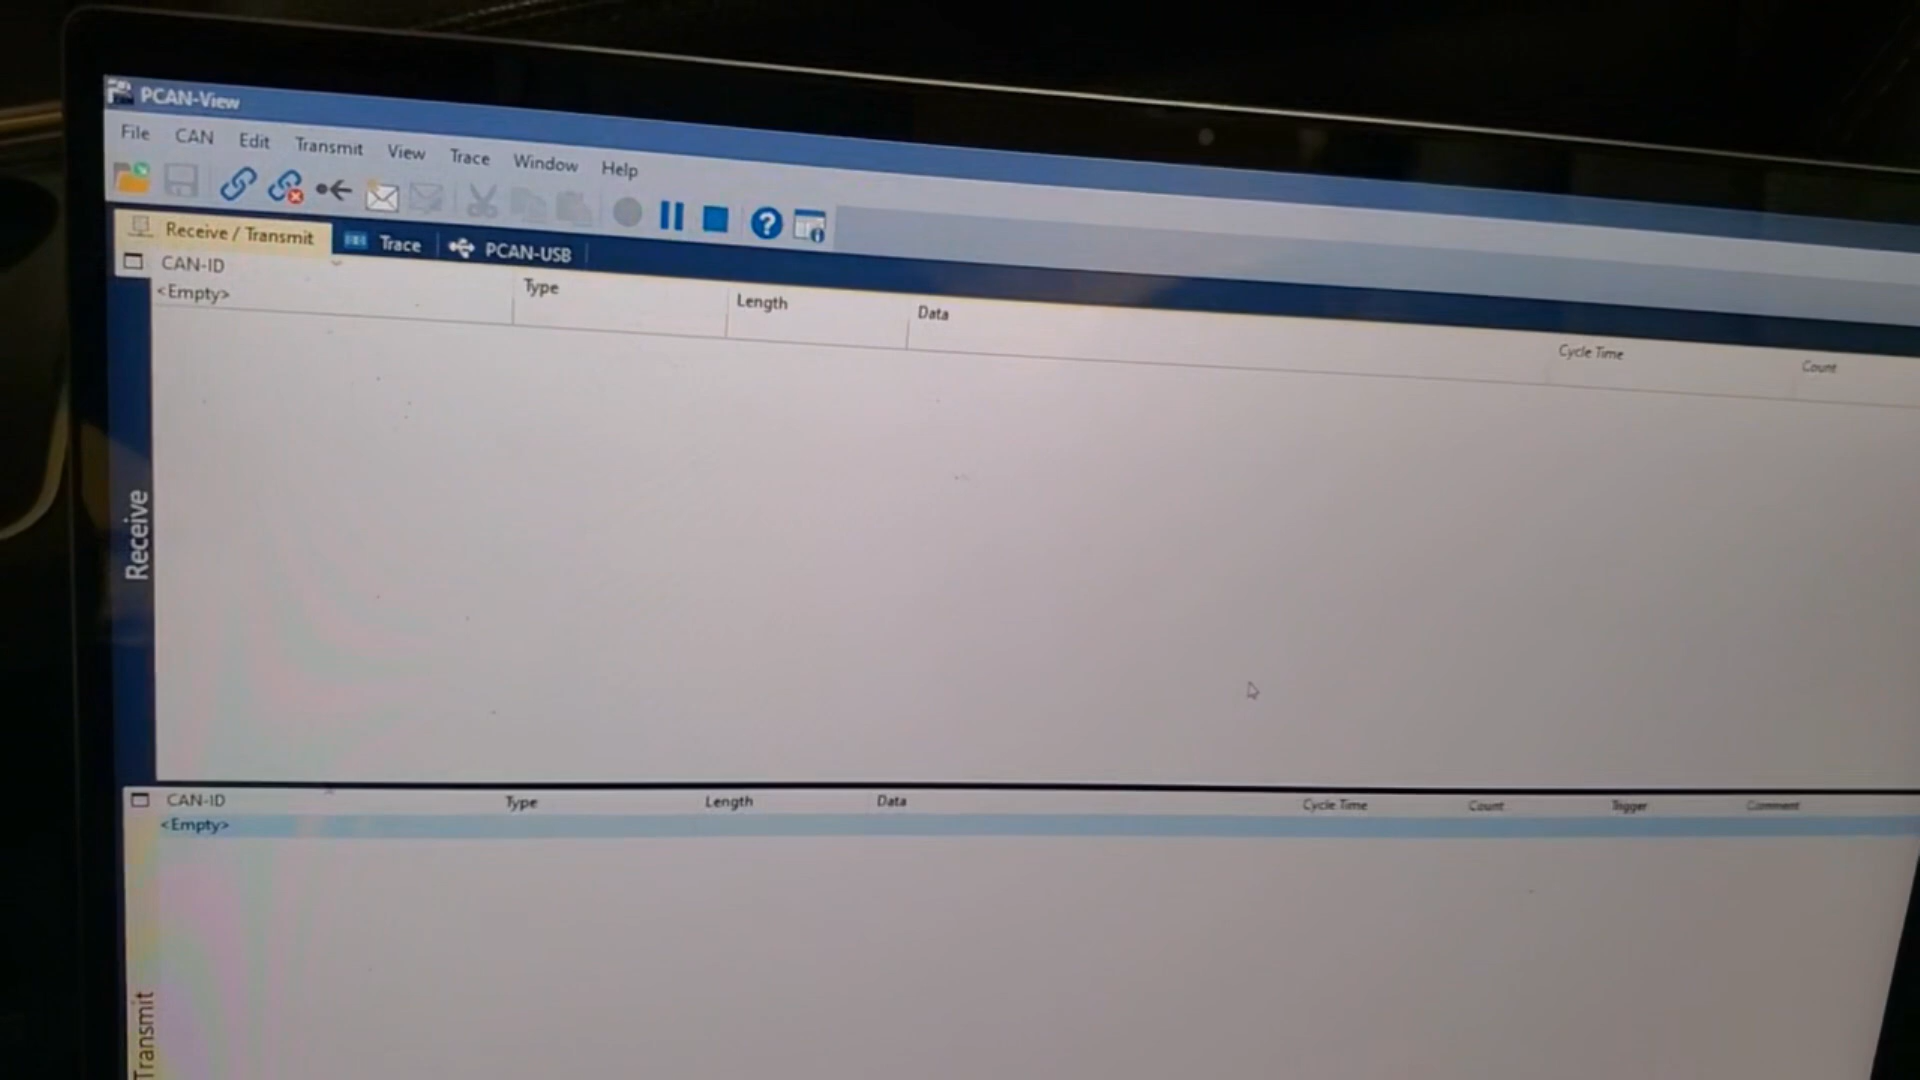 PCAN-View
File CAN Edit Transmit View Trace Window Help
Receive / Transmit Trace PCAN-USB
CAN-ID Type Length Data Cycle Time Count
<Empty>
Receive
CAN-ID Type Length Data Cycle Time Count Trigger Comment
<Empty>
Transmit